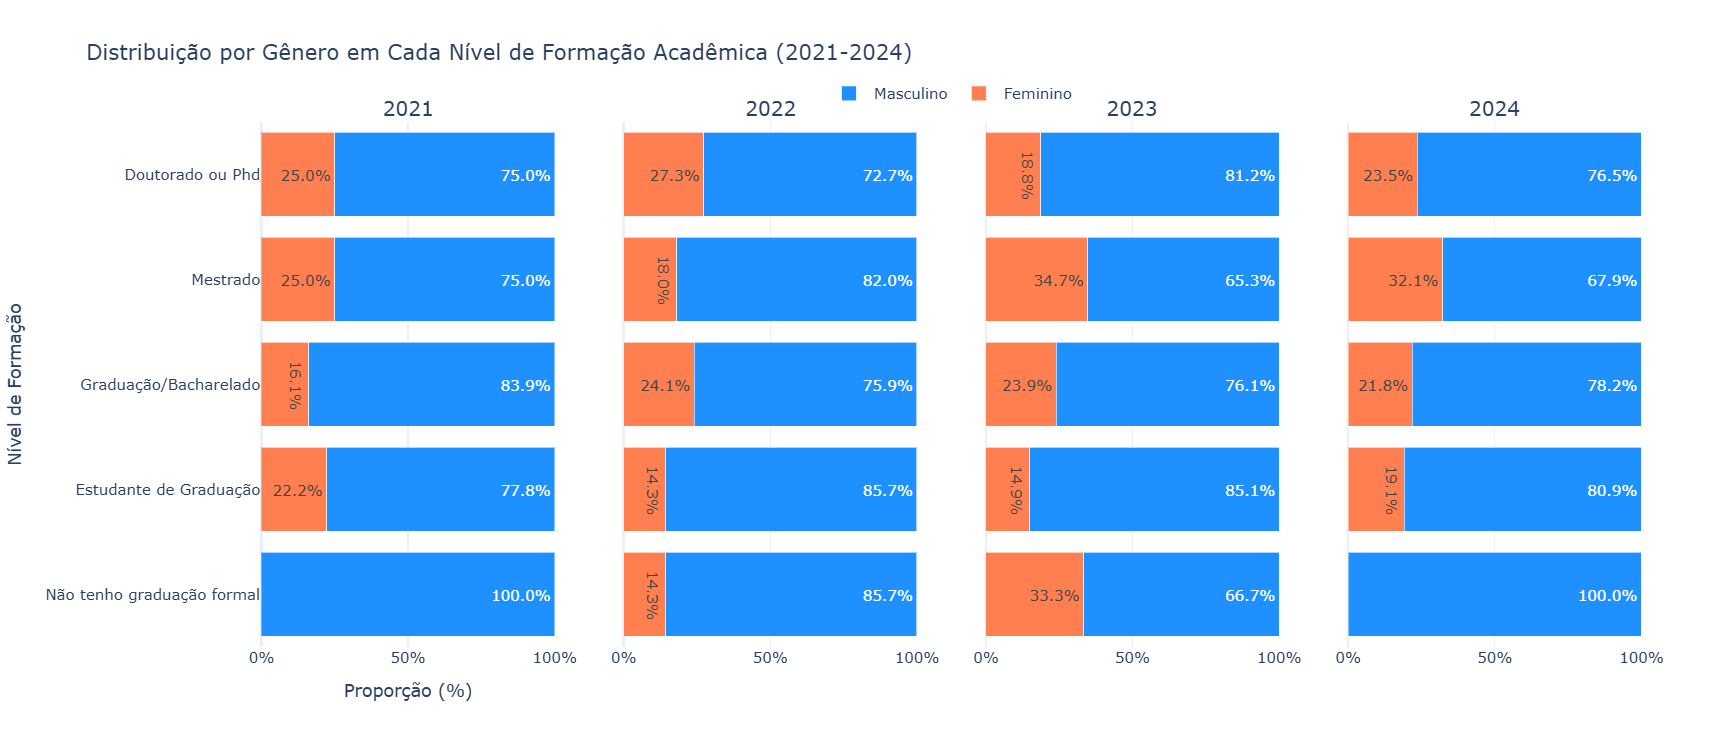 Distribuição por Gênero em Cada Nível de Formação Acadêmica (2021-2024)
Masculino Feminino
2021 2022 2023 2024
Nível de Formação
Doutorado ou Phd 25.0% 75.0% 27.3% 72.7% 18.8% 81.2% 23.5% 76.5%
Mestrado 25.0% 75.0% 18.0% 82.0% 34.7% 65.3% 32.1% 67.9%
Graduação/Bacharelado 16.1% 83.9% 24.1% 75.9% 23.9% 76.1% 21.8% 78.2%
Estudante de Graduação 22.2% 77.8% 14.3% 85.7% 14.9% 85.1% 19.1% 80.9%
Não tenho graduação formal 100.0% 14.3% 85.7% 33.3% 66.7% 100.0%
0% 50% 100% 0% 50% 100% 0% 50% 100% 0% 50% 100%
Proporção (%)